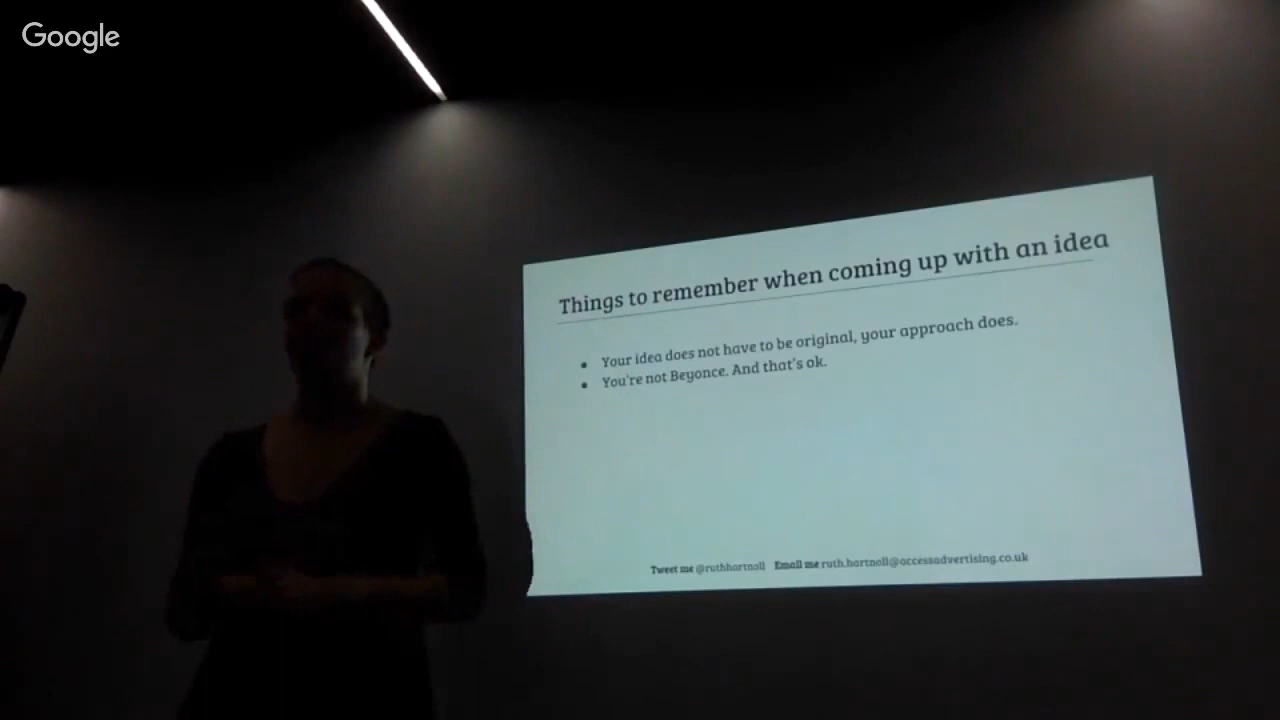 Google
Things to remember when coming up with an idea
Your idea does not have to be original, your approach does.
You're not Beyonce. And that's ok.
Tweet me @ruthhartnoll Email me ruth.hartnoll@accessadvertising.co.uk